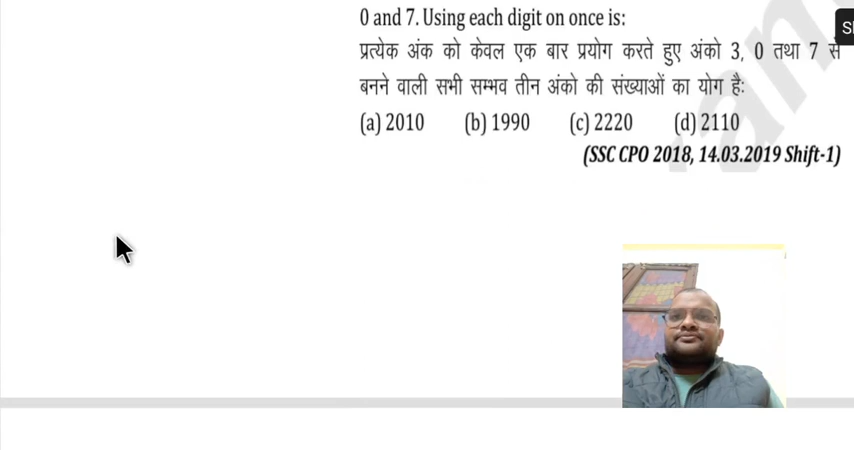 0 and 7. Using each digit on once is:
प्रत्येक अंक को केवल एक बार प्रयोग करते हुए अंको 3, 0 तथा 7 से
बनने वाली सभी सम्भव तीन अंको की संख्याओं का योग है:
(a) 2010 (b) 1990 (c) 2220 (d) 2110
(SSC CPO 2018, 14.03.2019 Shift-1)